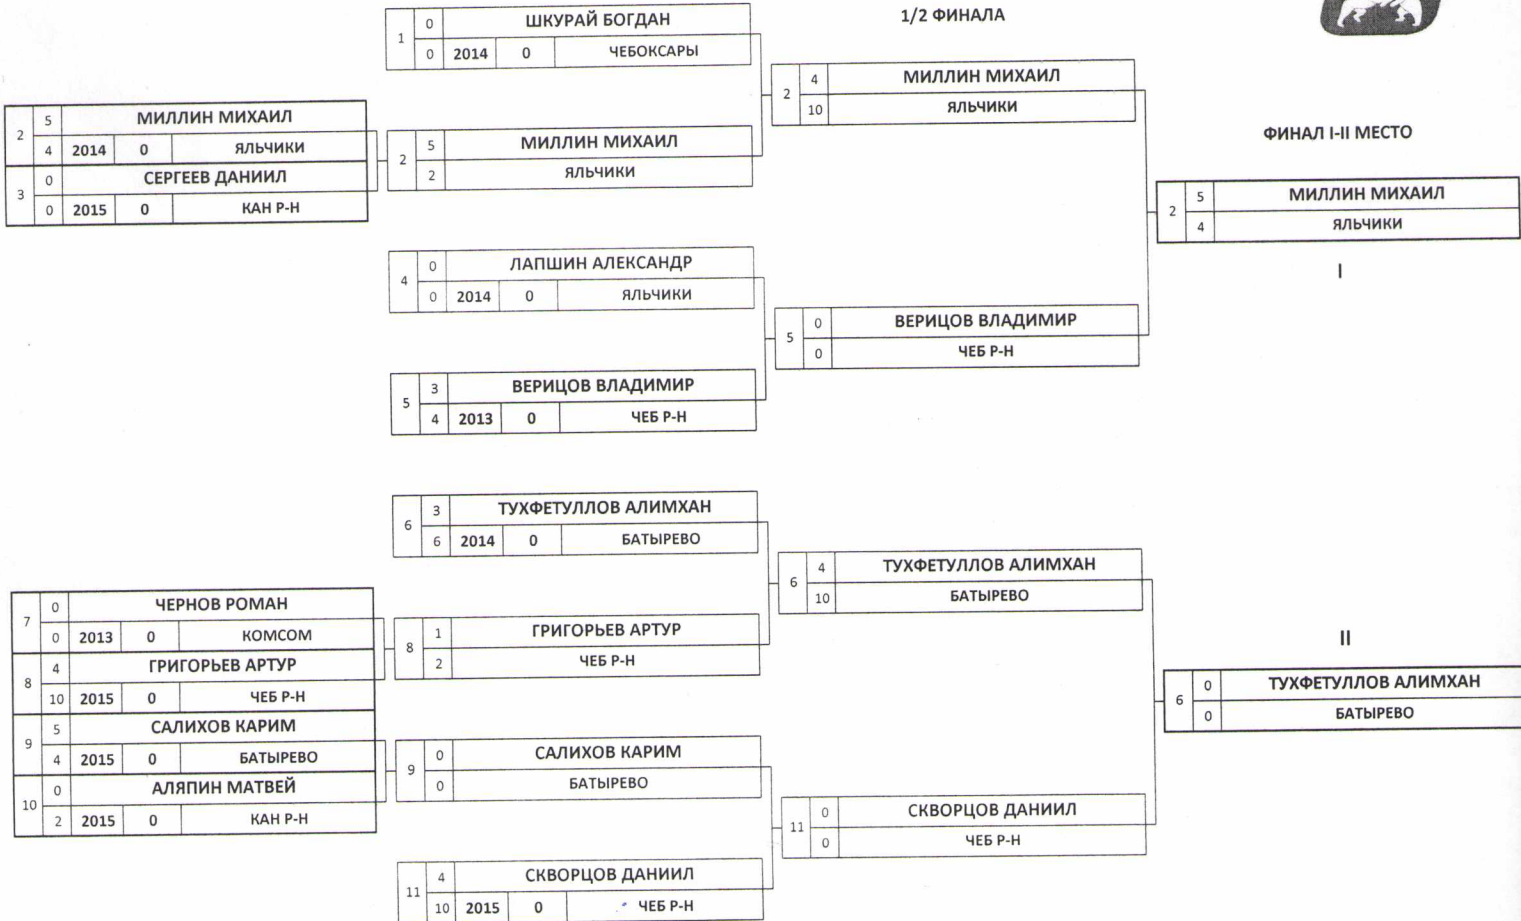 1/2 ФИНАЛА
ФИНАЛ I-II МЕСТО
2 5 МИЛЛИН МИХАИЛ
4 2014 0 ЯЛЬЧИКИ
3 0 СЕРГЕЕВ ДАНИИЛ
0 2015 0 КАН Р-Н
7 0 ЧЕРНОВ РОМАН
0 2013 0 КОМСОМ
8 4 ГРИГОРЬЕВ АРТУР
10 2015 0 ЧЕБ Р-Н
9 5 САЛИХОВ КАРИМ
4 2015 0 БАТЫРЕВО
10 0 АЛЯПИН МАТВЕЙ
2 2015 0 КАН Р-Н
1 0 ШКУРАЙ БОГДАН
0 2014 0 ЧЕБОКСАРЫ
2 5 МИЛЛИН МИХАИЛ
2 ЯЛЬЧИКИ
4 0 ЛАПШИН АЛЕКСАНДР
0 2014 0 ЯЛЬЧИКИ
5 3 ВЕРИЦОВ ВЛАДИМИР
4 2013 0 ЧЕБ Р-Н
6 3 ТУХФЕТУЛЛОВ АЛИМХАН
6 2014 0 БАТЫРЕВО
8 1 ГРИГОРЬЕВ АРТУР
2 ЧЕБ Р-Н
9 0 САЛИХОВ КАРИМ
0 БАТЫРЕВО
11 4 СКВОРЦОВ ДАНИИЛ
10 2015 0 ЧЕБ Р-Н
2 4 МИЛЛИН МИХАИЛ
10 ЯЛЬЧИКИ
5 0 ВЕРИЦОВ ВЛАДИМИР
0 ЧЕБ Р-Н
6 4 ТУХФЕТУЛЛОВ АЛИМХАН
10 БАТЫРЕВО
11 0 СКВОРЦОВ ДАНИИЛ
0 ЧЕБ Р-Н
2 5 МИЛЛИН МИХАИЛ
4 ЯЛЬЧИКИ
I
II
6 0 ТУХФЕТУЛЛОВ АЛИМХАН
0 БАТЫРЕВО